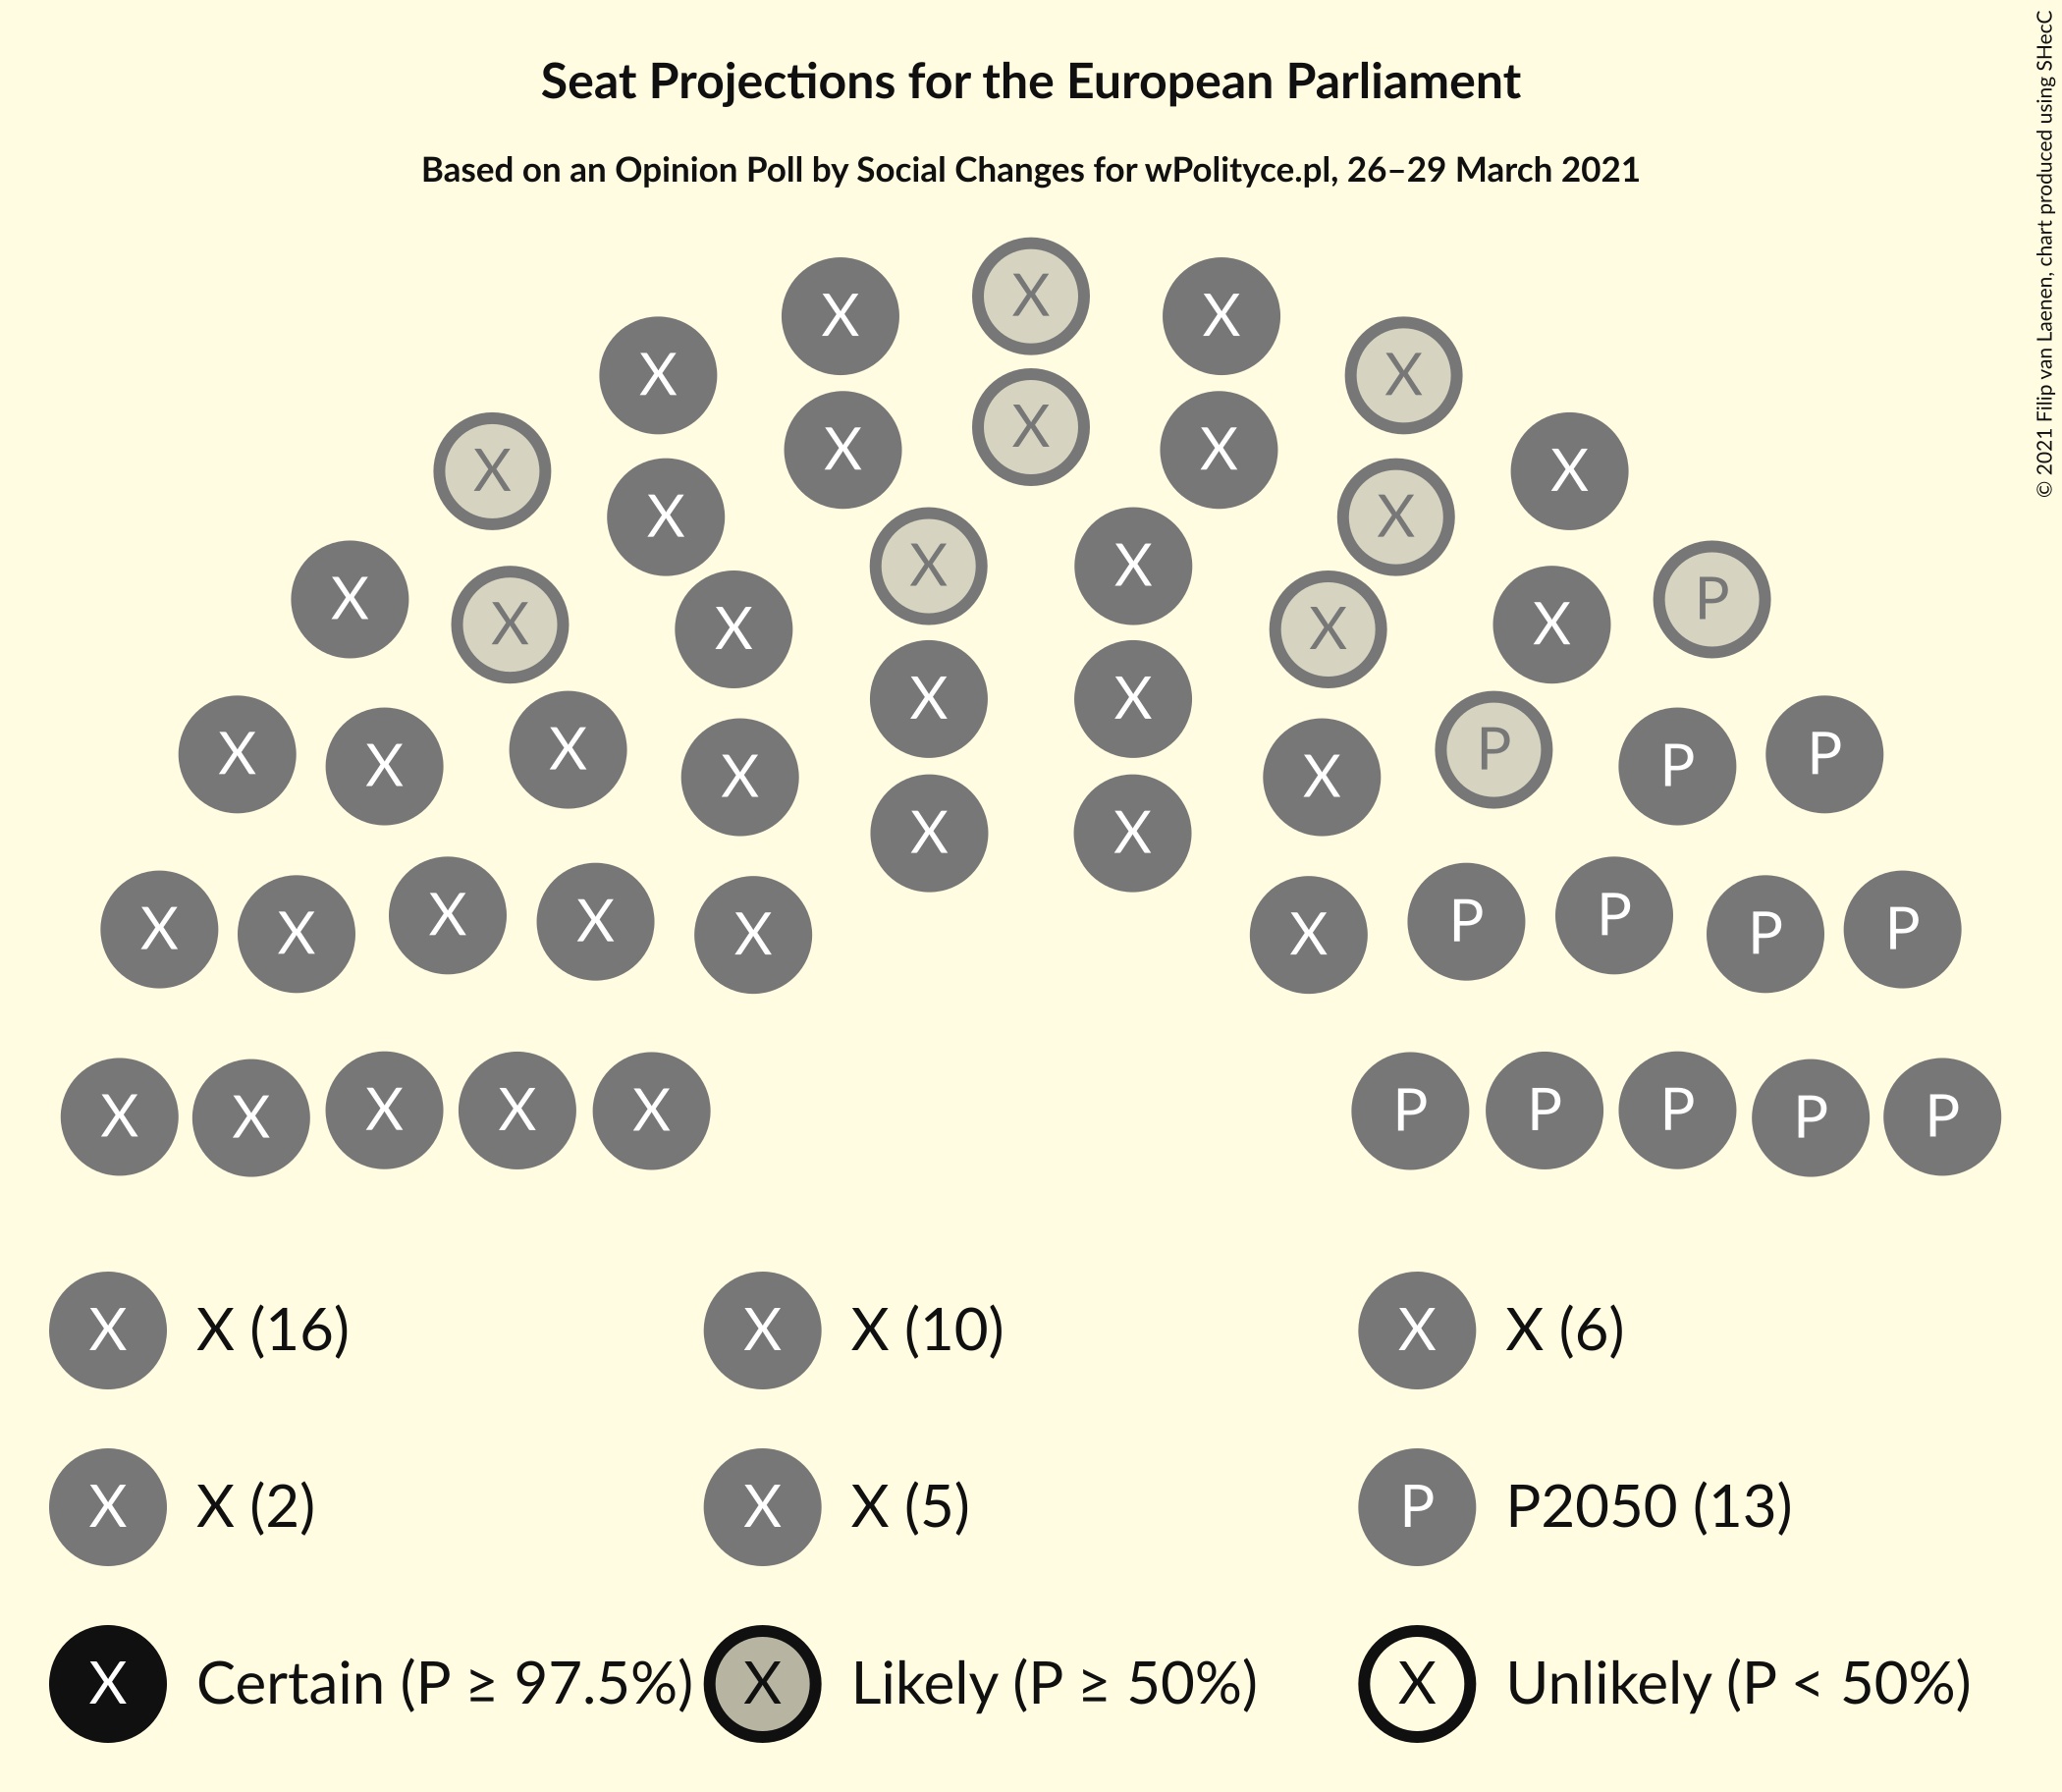 Seat Projections for the European Parliament
Based on an Opinion Poll by Social Changes for wPolityce.pl, 26–29 March 2021
© 2021 Filip van Laenen, chart produced using SHecC
X X X
X X
X X X X X
X X X X
X X X X X P
X X X X X X X P P P
X X
X X X X X X P P P P
X X X X X P P P P P
X X (16) X X (10) X X (6)
X X (2) X X (5) P P2050 (13)
X Certain (P ≥ 97.5%) X Likely (P ≥ 50%) X Unlikely (P < 50%)